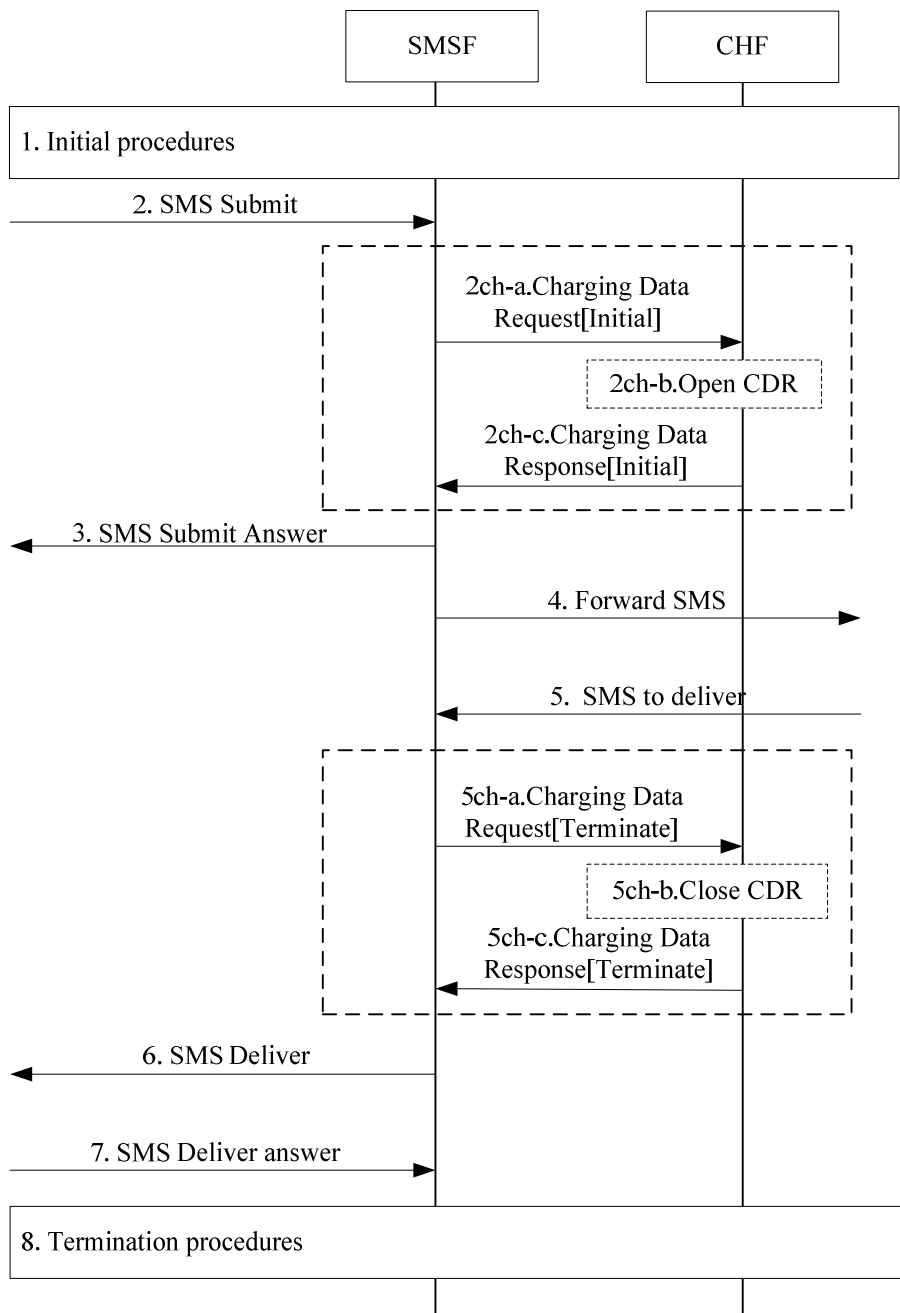 SMSF
CHF
1. Initial procedures
2. SMS Submit
2ch-a.Charging Data
Request[Initial]
2ch-b.Open CDR
2ch-c.Charging Data
Response[Initial]
3. SMS Submit Answer
4. Forward SMS
5.  SMS to deliver
5ch-a.Charging Data
Request[Terminate]
5ch-b.Close CDR
5ch-c.Charging Data
Response[Terminate]
6. SMS Deliver
7. SMS Deliver answer
8. Termination procedures